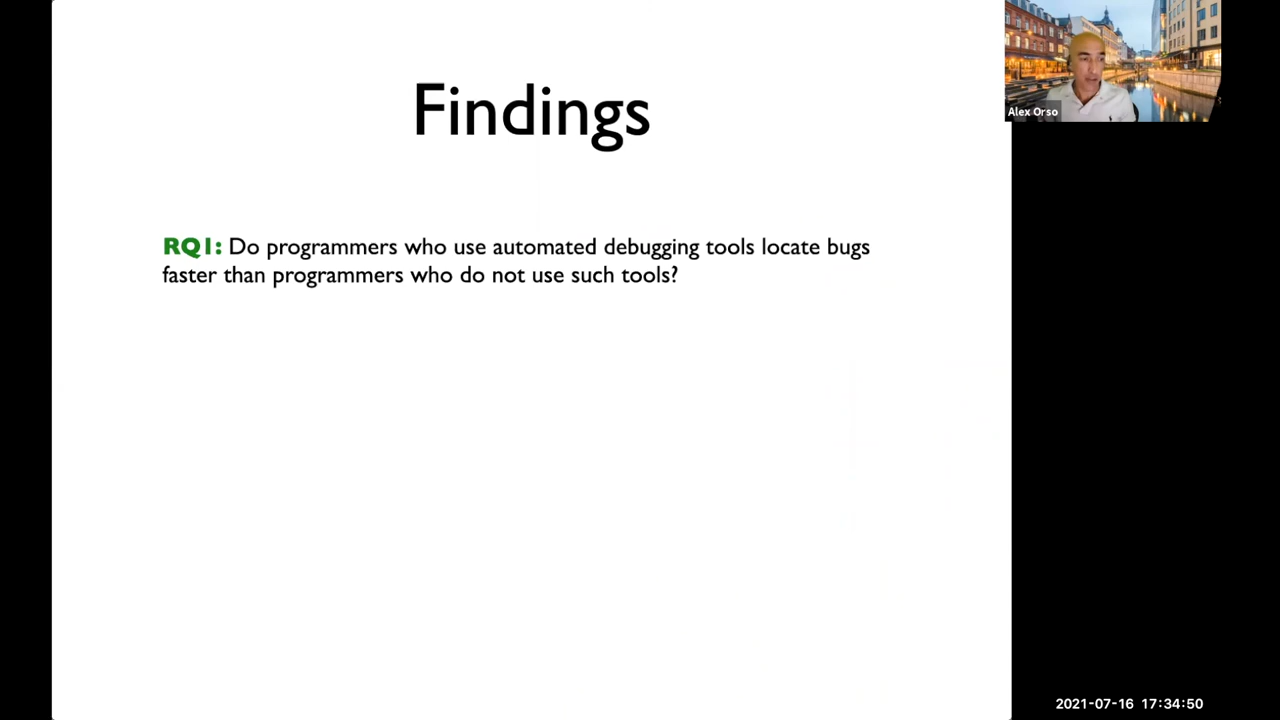 Findings
RQ1: Do programmers who use automated debugging tools locate bugs
faster than programmers who do not use such tools?
Alex Orso
2021-07-16 17:34:50